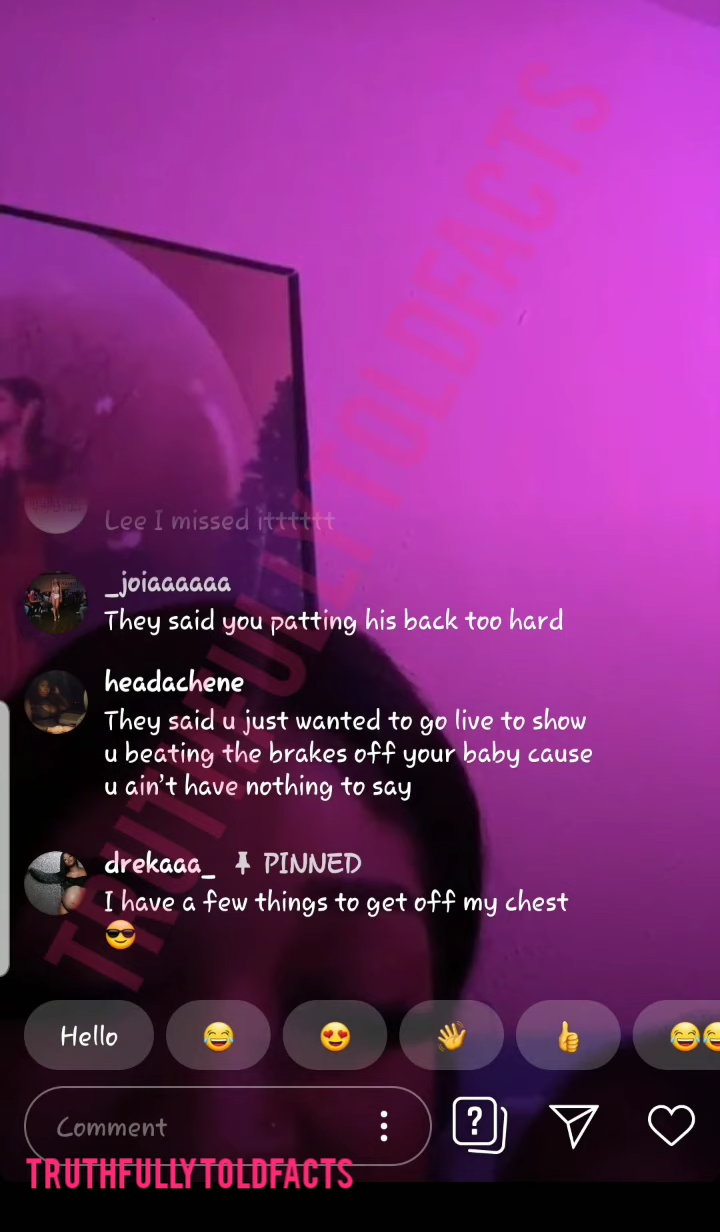 TRUTHFULLYTOLDFACTS
Lee I missed itttttt
_joiaaaaaa
They said you patting his back too hard
headachene
They said u just wanted to go live to show
u beating the brakes off your baby cause
u ain't have nothing to say
drekaaa_ PINNED
I have a few things to get off my chest
😎
Hello 😂 😍 👋 👍 😂😂
Comment
TRUTHFULLYTOLDFACTS